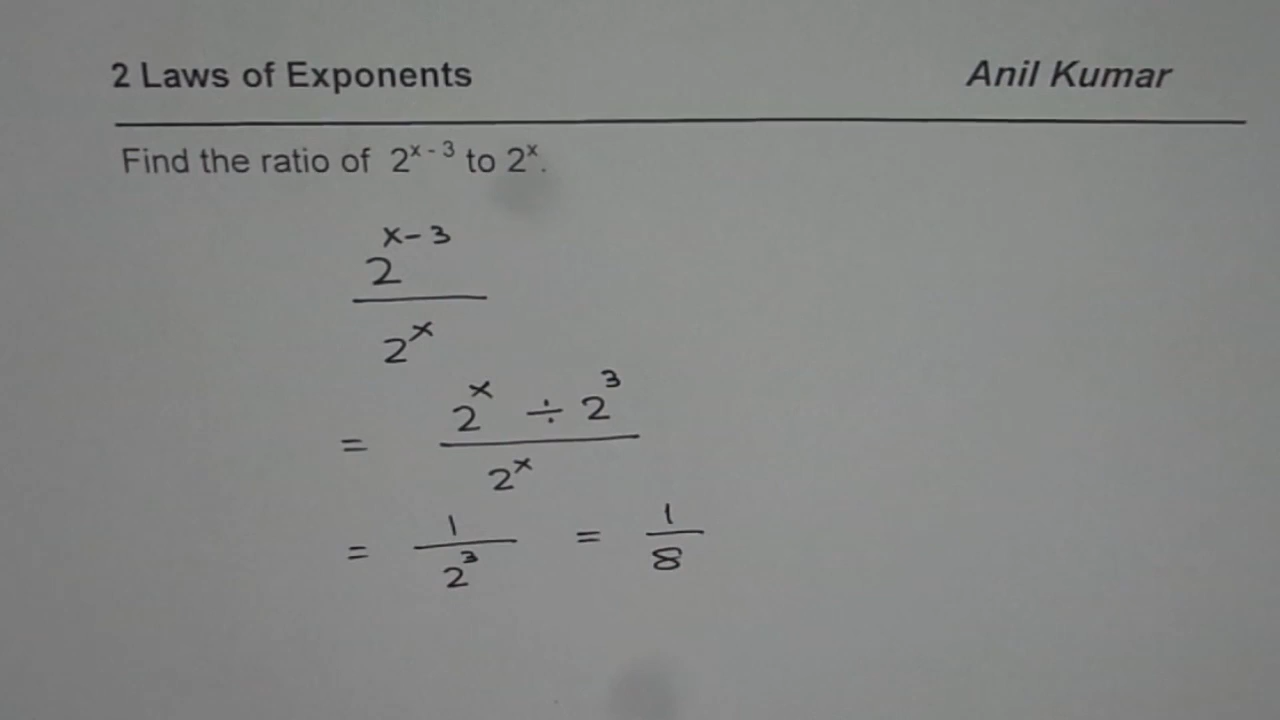 2 Laws of Exponents Anil Kumar
Find the ratio of 2^(x - 3) to 2^x.
2^(x-3)
/ 2^x
= (2^x ÷ 2^3) / 2^x
= 1/2^3 = 1/8